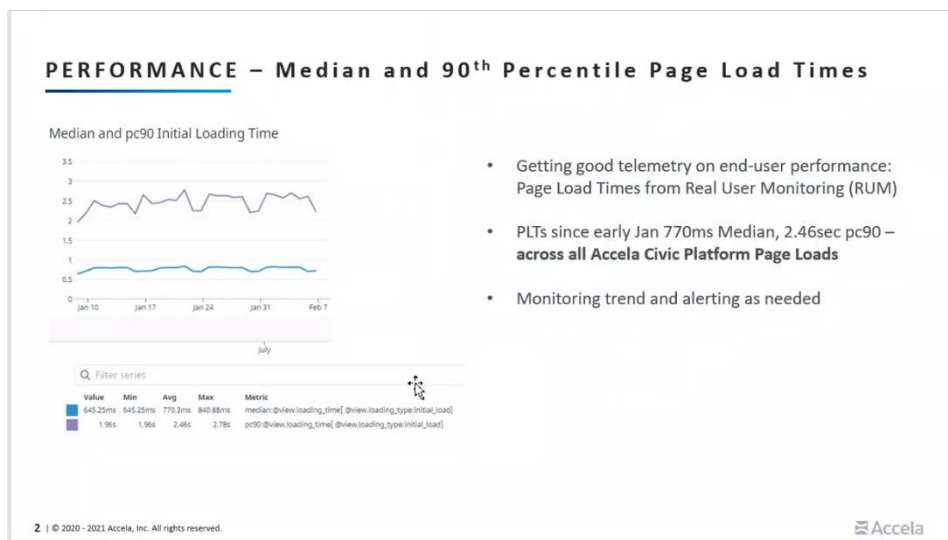 PERFORMANCE – Median and 90th Percentile Page Load Times
Median and pc90 Initial Loading Time
3.5
3
2.5
2
1.5
1
0.5
0
Jan 10 Jan 17 Jan 24 Jan 31 Feb 7
July
Filter series
Value Min Avg Max Metric
645.25ms 645.25ms 770.3ms 840.88ms median:@view.loading_time[ @view.loading_type:initial_load]
1.96s 1.96s 2.46s 2.78s pc90:@view.loading_time[ @view.loading_type:initial_load]
• Getting good telemetry on end-user performance:
Page Load Times from Real User Monitoring (RUM)
• PLTs since early Jan 770ms Median, 2.46sec pc90 –
across all Accela Civic Platform Page Loads
• Monitoring trend and alerting as needed
2 | © 2020 - 2021 Accela, Inc. All rights reserved.
Accela